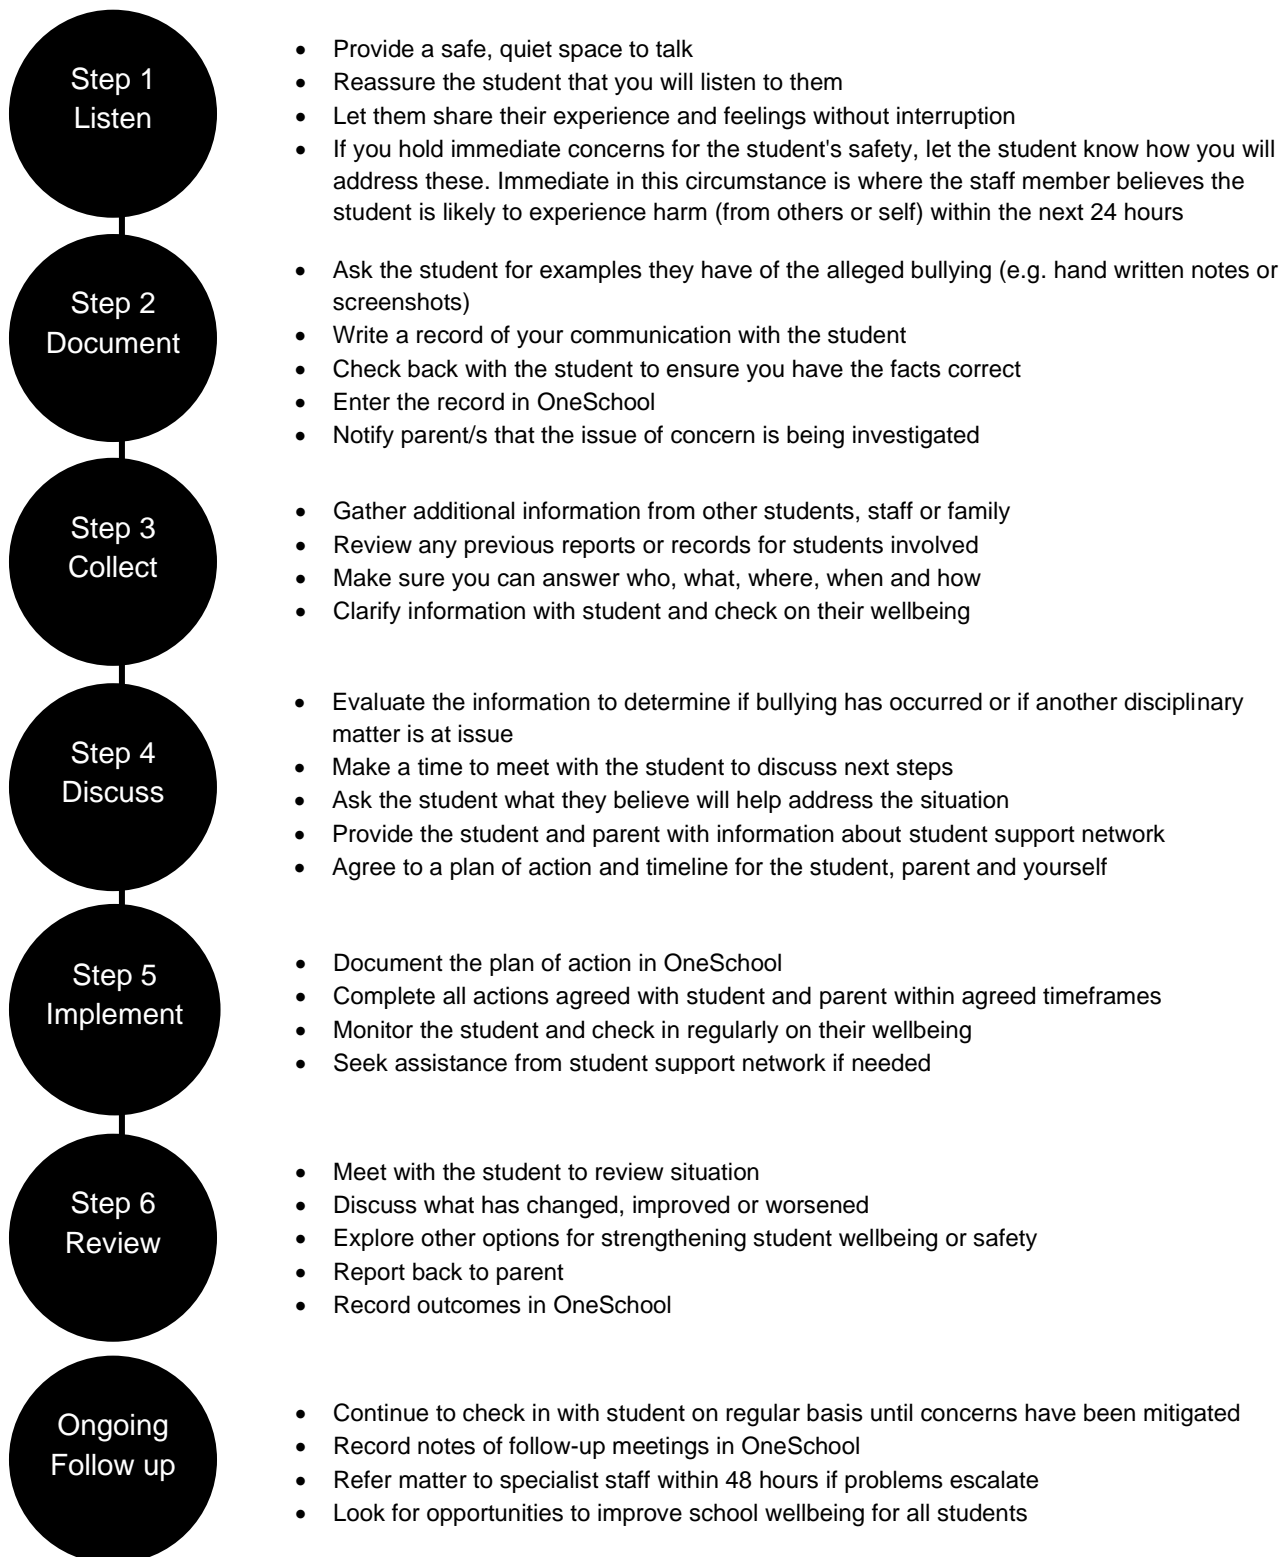 Step 1
Listen
• Provide a safe, quiet space to talk
• Reassure the student that you will listen to them
• Let them share their experience and feelings without interruption
• If you hold immediate concerns for the student's safety, let the student know how you will
address these. Immediate in this circumstance is where the staff member believes the
student is likely to experience harm (from others or self) within the next 24 hours
Step 2
Document
• Ask the student for examples they have of the alleged bullying (e.g. hand written notes or
screenshots)
• Write a record of your communication with the student
• Check back with the student to ensure you have the facts correct
• Enter the record in OneSchool
• Notify parent/s that the issue of concern is being investigated
Step 3
Collect
• Gather additional information from other students, staff or family
• Review any previous reports or records for students involved
• Make sure you can answer who, what, where, when and how
• Clarify information with student and check on their wellbeing
Step 4
Discuss
• Evaluate the information to determine if bullying has occurred or if another disciplinary
matter is at issue
• Make a time to meet with the student to discuss next steps
• Ask the student what they believe will help address the situation
• Provide the student and parent with information about student support network
• Agree to a plan of action and timeline for the student, parent and yourself
Step 5
Implement
• Document the plan of action in OneSchool
• Complete all actions agreed with student and parent within agreed timeframes
• Monitor the student and check in regularly on their wellbeing
• Seek assistance from student support network if needed
Step 6
Review
• Meet with the student to review situation
• Discuss what has changed, improved or worsened
• Explore other options for strengthening student wellbeing or safety
• Report back to parent
• Record outcomes in OneSchool
Ongoing
Follow up
• Continue to check in with student on regular basis until concerns have been mitigated
• Record notes of follow-up meetings in OneSchool
• Refer matter to specialist staff within 48 hours if problems escalate
• Look for opportunities to improve school wellbeing for all students